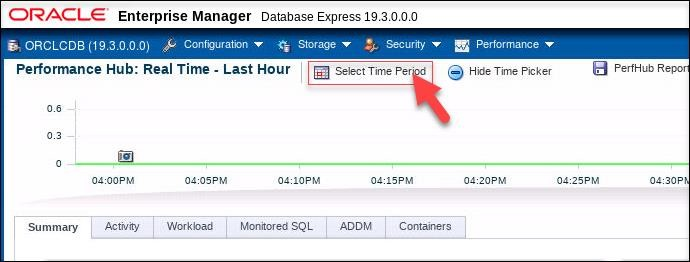 ORACLE Enterprise Manager Database Express 19.3.0.0.0
ORCLCDB (19.3.0.0.0) Configuration Storage Security Performance
Performance Hub: Real Time - Last Hour Select Time Period Hide Time Picker PerfHub Report
0.6
0.3
0
04:00PM 04:05PM 04:10PM 04:15PM 04:20PM 04:25PM 04:30PM
Summary Activity Workload Monitored SQL ADDM Containers